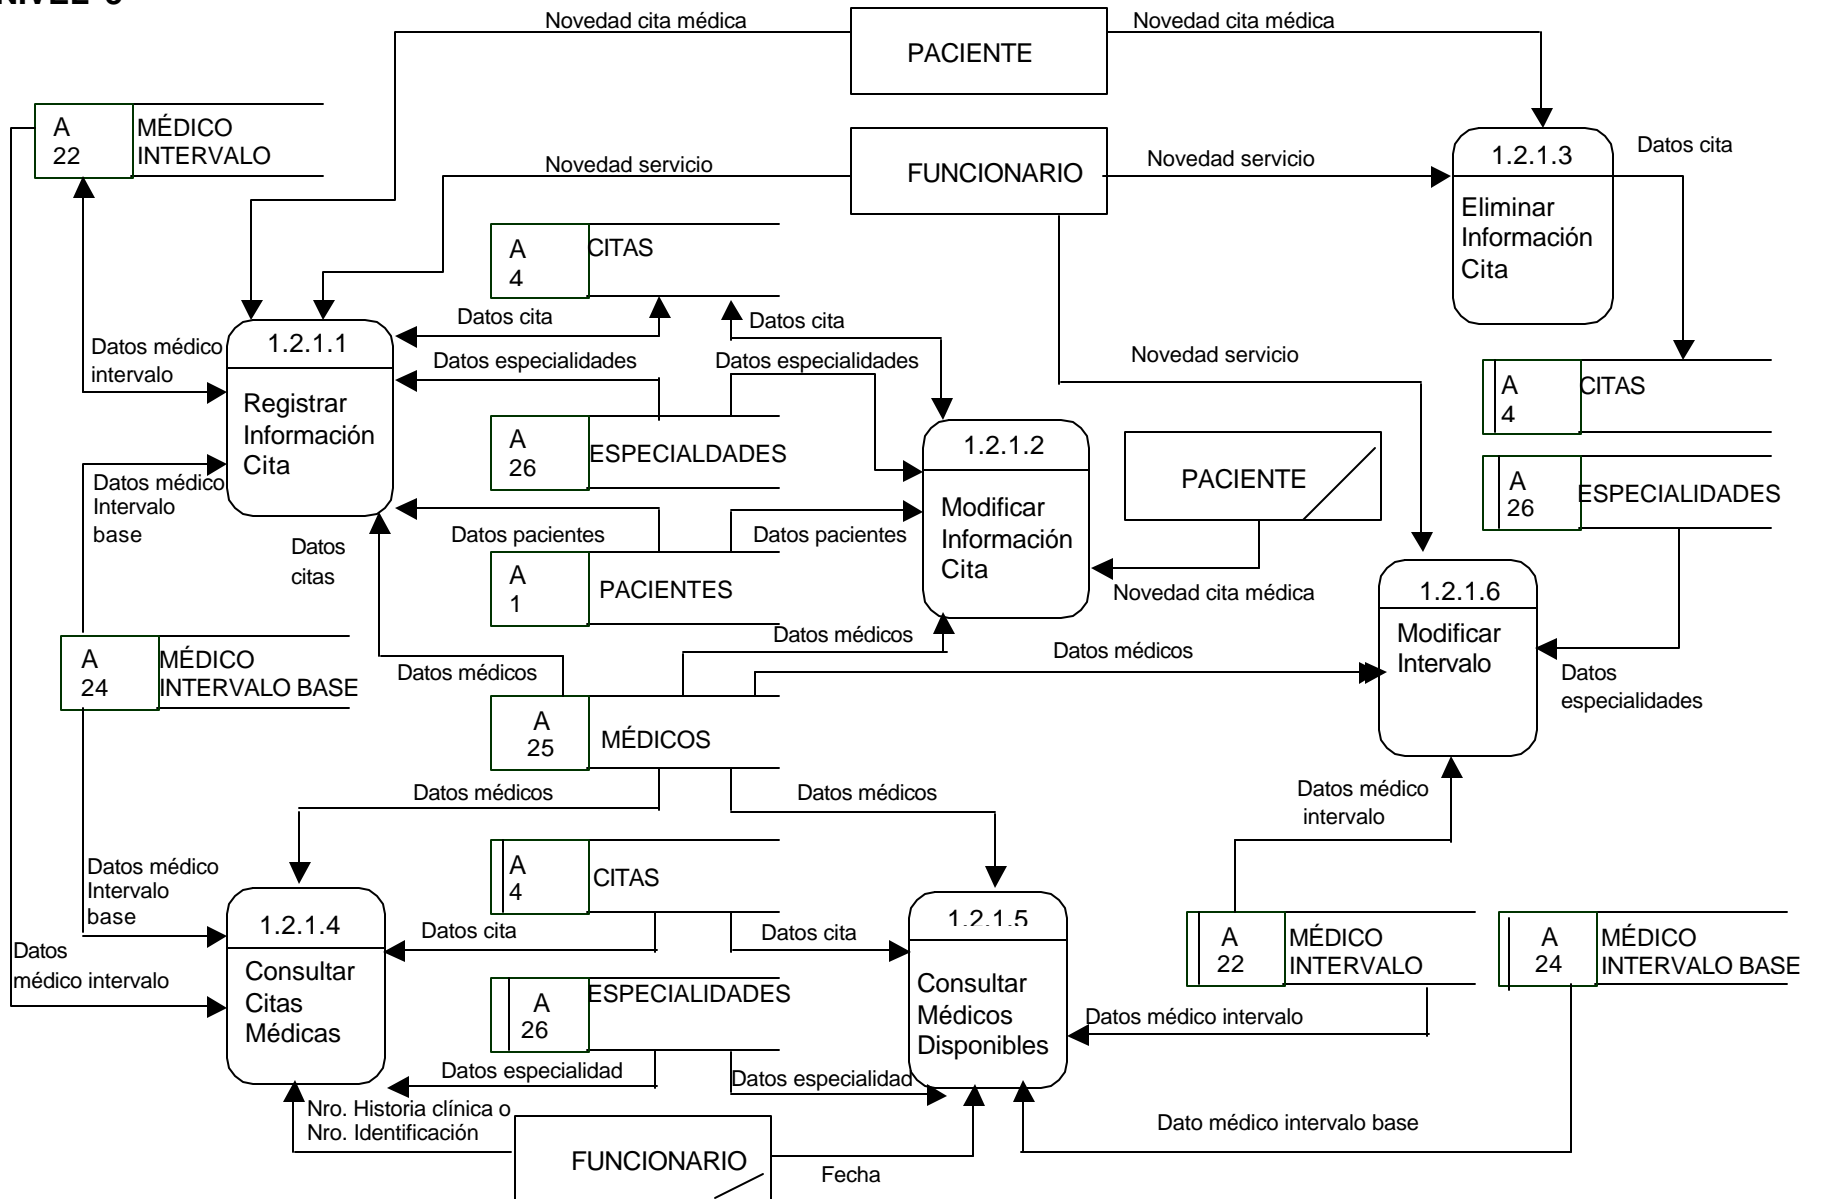 Novedad cita médica
Novedad cita médica
PACIENTE
A
22
MÉDICO
INTERVALO
FUNCIONARIO
Novedad servicio
Novedad servicio
1.2.1.3
Eliminar
Información
Cita
Datos cita
A
4
CITAS
Datos cita
Datos cita
1.2.1.1
Registrar
Información
Cita
Datos médico
intervalo
Datos especialidades
Datos especialidades
Novedad servicio
A
4
CITAS
A
26
ESPECIALDADES
1.2.1.2
Modificar
Información
Cita
PACIENTE
A
26
ESPECIALIDADES
Datos médico
Intervalo
base
Datos
citas
Datos pacientes
Datos pacientes
A
1
PACIENTES
Novedad cita médica
1.2.1.6
Modificar
Intervalo
Datos médicos
Datos médicos
A
24
MÉDICO
INTERVALO BASE
Datos médicos
Datos
especialidades
A
25
MÉDICOS
Datos médicos
Datos médicos
Datos médico
intervalo
A
4
CITAS
Datos médico
Intervalo
base
1.2.1.4
Consultar
Citas
Médicas
Datos cita
Datos cita
1.2.1.5
Consultar
Médicos
Disponibles
A
22
MÉDICO
INTERVALO
A
24
MÉDICO
INTERVALO BASE
Datos
médico intervalo
A
26
ESPECIALIDADES
Datos médico intervalo
Datos especialidad
Datos especialidad
Nro. Historia clínica o
Nro. Identificación
FUNCIONARIO
Fecha
Dato médico intervalo base